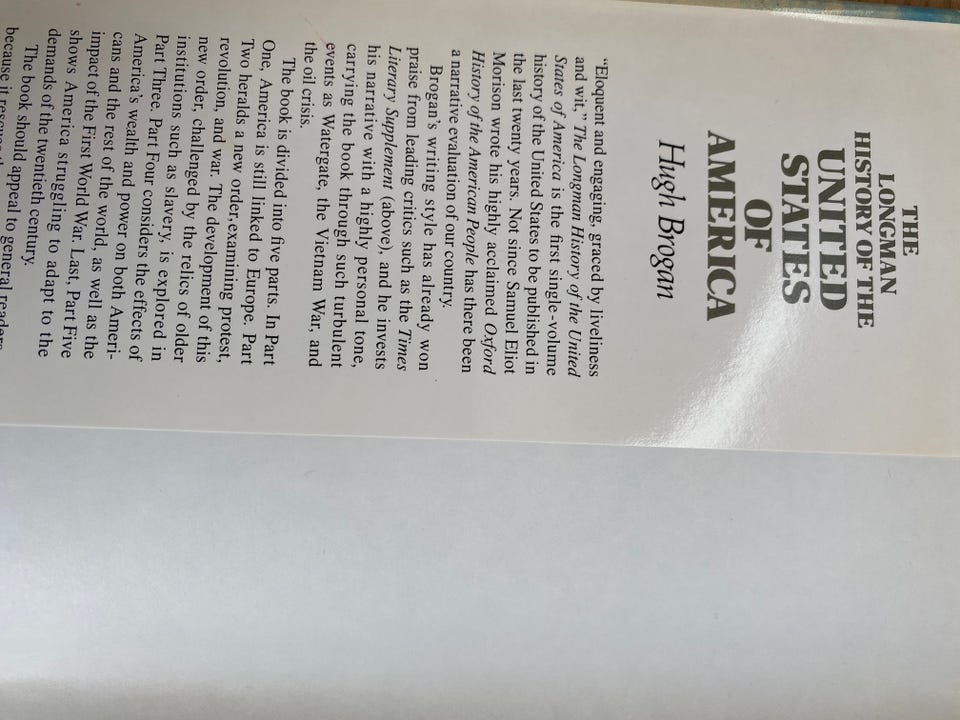 THE
LONGMAN
HISTORY OF THE
UNITED
STATES
OF
AMERICA
Hugh Brogan
"Eloquent and engaging, graced by liveliness
and wit," The Longman History of the United
States of America is the first single-volume
history of the United States to be published in
the last twenty years. Not since Samuel Eliot
Morison wrote his highly acclaimed Oxford
History of the American People has there been
a narrative evaluation of our country.
Brogan's writing style has already won
praise from leading critics such as the Times
Literary Supplement (above), and he invests
his narrative with a highly personal tone,
carrying the book through such turbulent
events as Watergate, the Vietnam War, and
the oil crisis.
The book is divided into five parts. In Part
One, America is still linked to Europe. Part
Two heralds a new order, examining protest,
revolution, and war. The development of this
new order, challenged by the relics of older
institutions such as slavery, is explored in
Part Three. Part Four considers the effects of
America's wealth and power on both Ameri-
cans and the rest of the world, as well as the
impact of the First World War. Last, Part Five
shows America struggling to adapt to the
demands of the twentieth century.
The book should appeal to general readers
because it